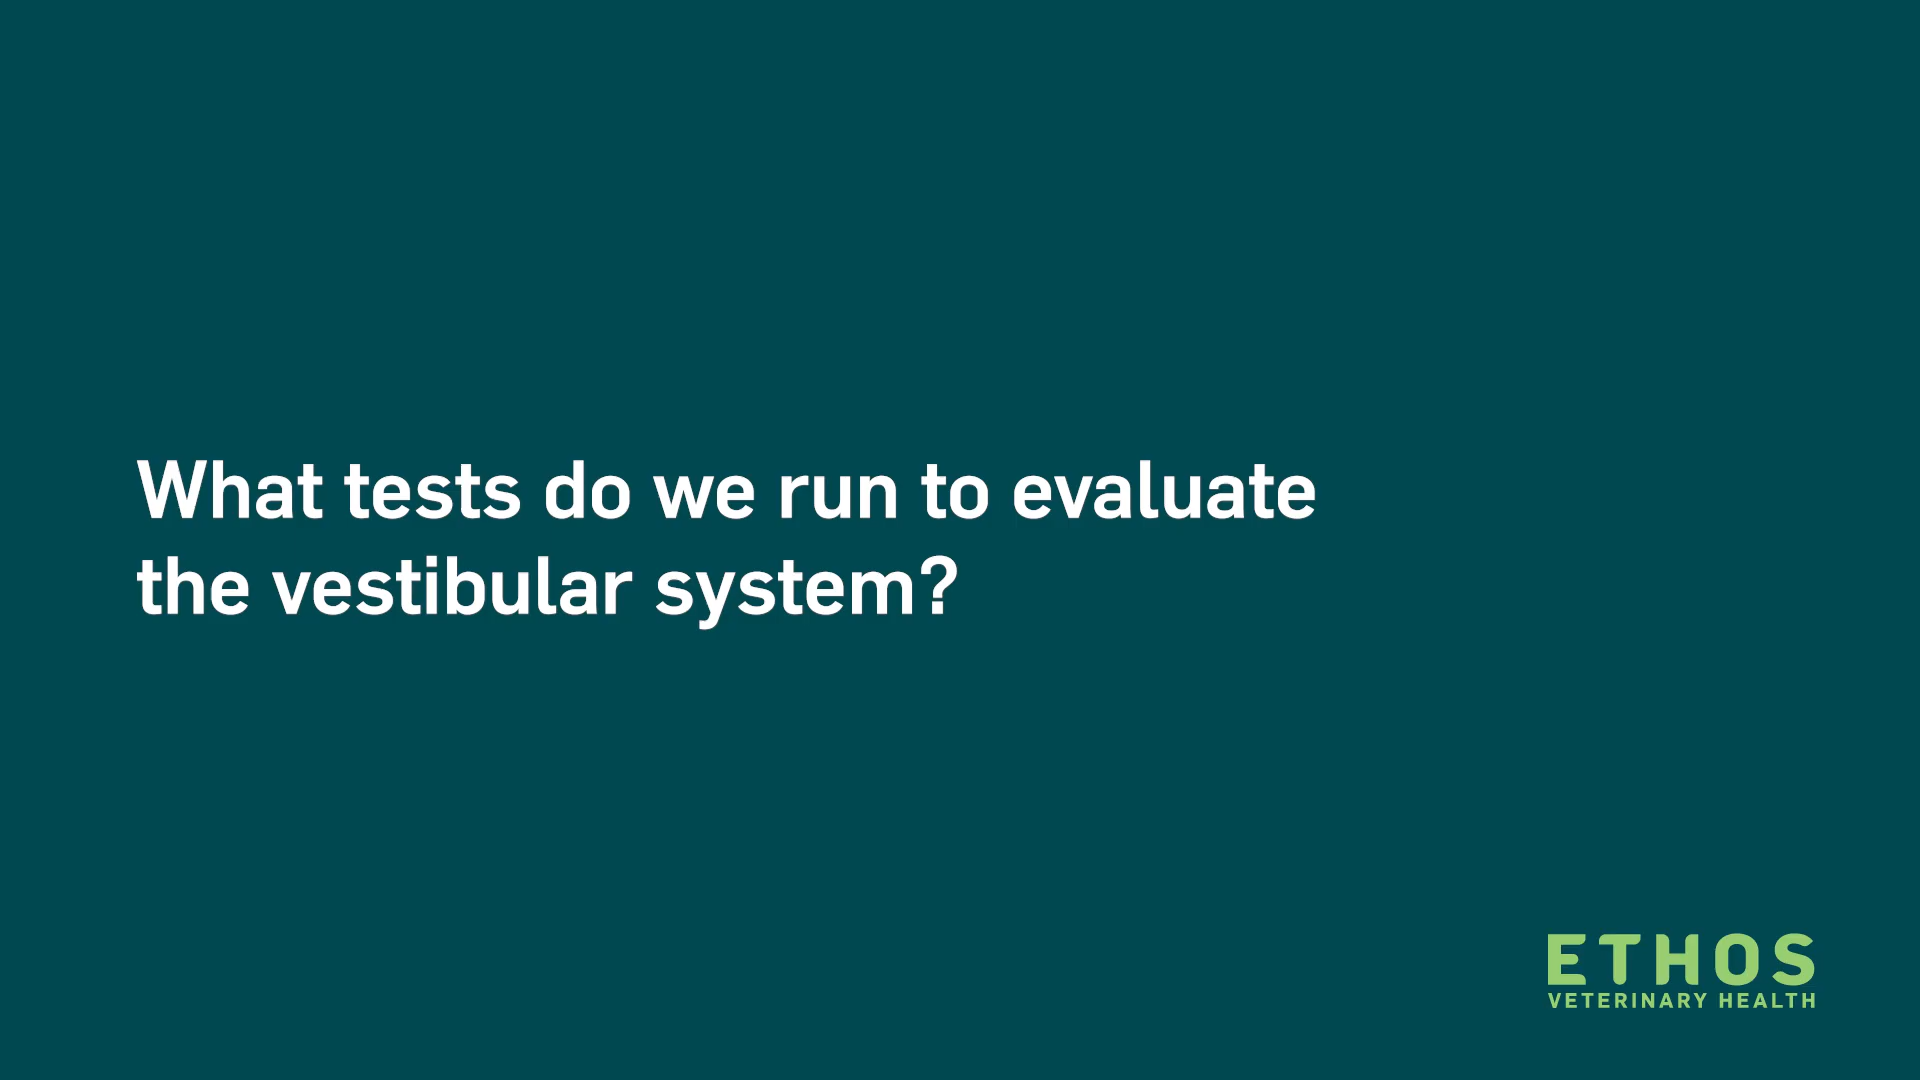 What tests do we run to evaluate
the vestibular system?
ETHOS
VETERINARY HEALTH